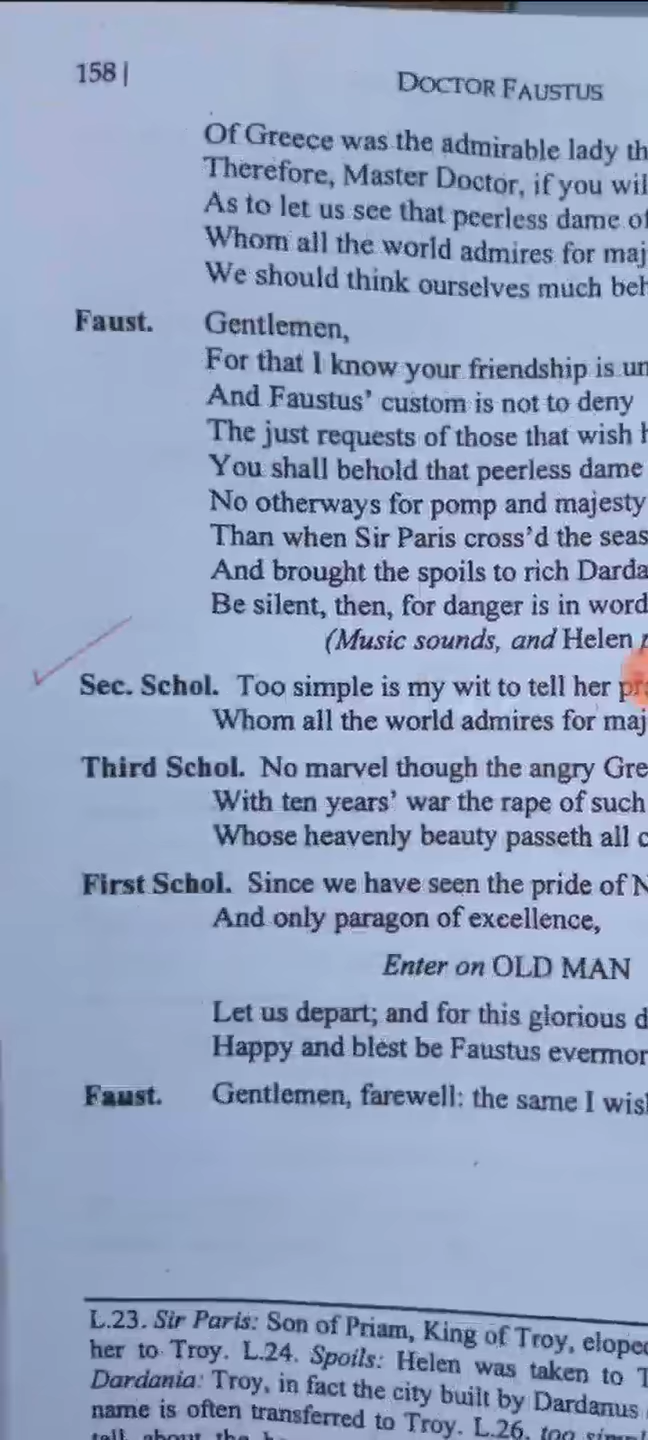 158 |
DOCTOR FAUSTUS
Of Greece was the admirable lady th
Therefore, Master Doctor, if you wil
As to let us see that peerless dame of
Whom all the world admires for maj
We should think ourselves much beh
Faust. Gentlemen,
For that I know your friendship is un
And Faustus' custom is not to deny
The just requests of those that wish h
You shall behold that peerless dame
No otherways for pomp and majesty
Than when Sir Paris cross'd the seas
And brought the spoils to rich Darda
Be silent, then, for danger is in word
(Music sounds, and Helen p
Sec. Schol. Too simple is my wit to tell her pra
Whom all the world admires for maj
Third Schol. No marvel though the angry Gre
With ten years' war the rape of such
Whose heavenly beauty passeth all c
First Schol. Since we have seen the pride of N
And only paragon of excellence,
Enter on OLD MAN
Let us depart; and for this glorious d
Happy and blest be Faustus evermor
Faust. Gentlemen, farewell: the same I wis
L.23. Sir Paris: Son of Priam, King of Troy, eloped
her to Troy. L.24. Spoils: Helen was taken to T
Dardania: Troy, in fact the city built by Dardanus
name is often transferred to Troy. L.26. too simpl
tell about the